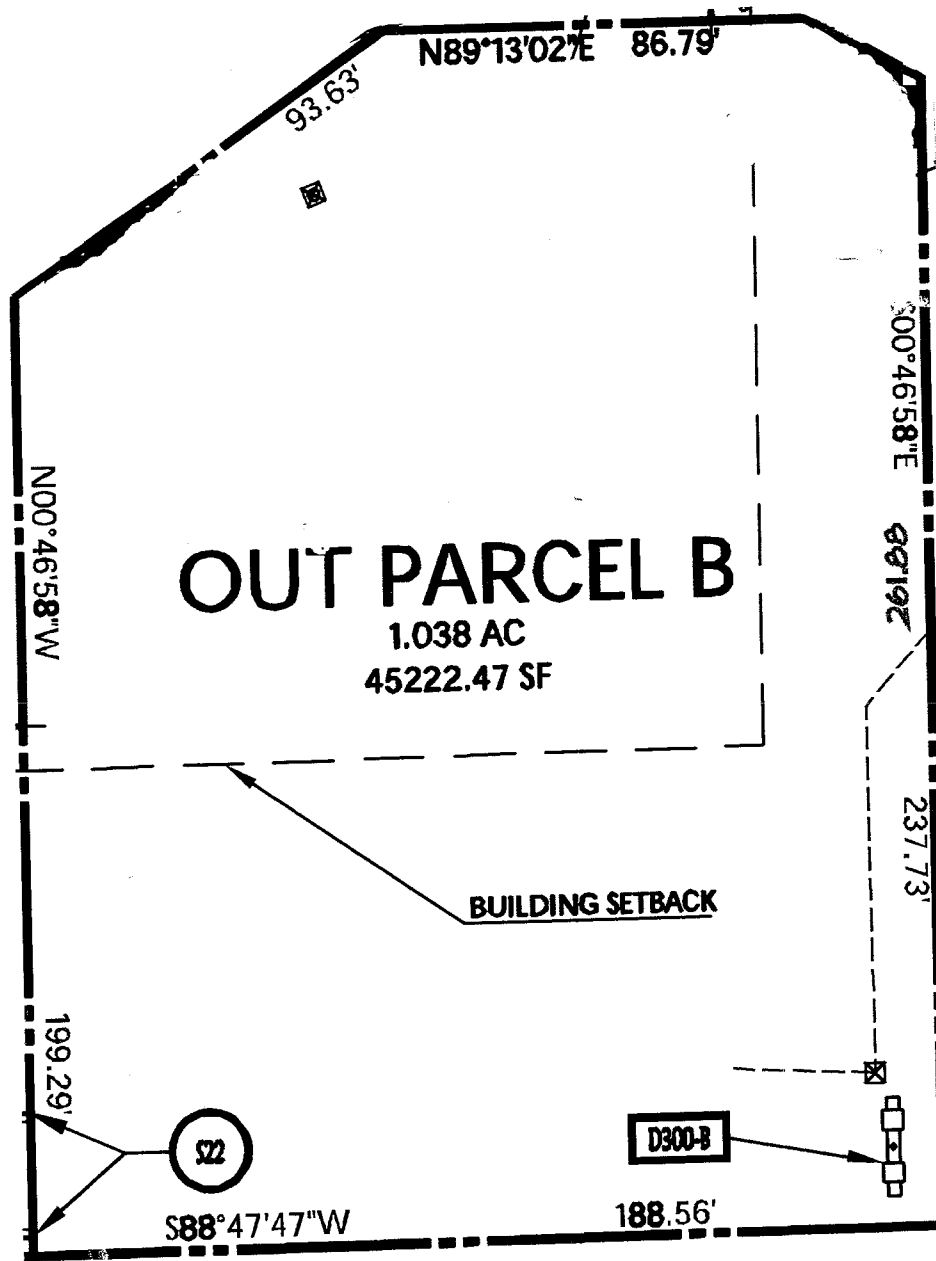 N89°13'02"E 86.79'
93.63'
S00°46'58"E
N00°46'58"W
OUT PARCEL B
1.038 AC
45222.47 SF
237.73'
BUILDING SETBACK
199.29'
S22
D300-B
S88°47'47"W 188.56'